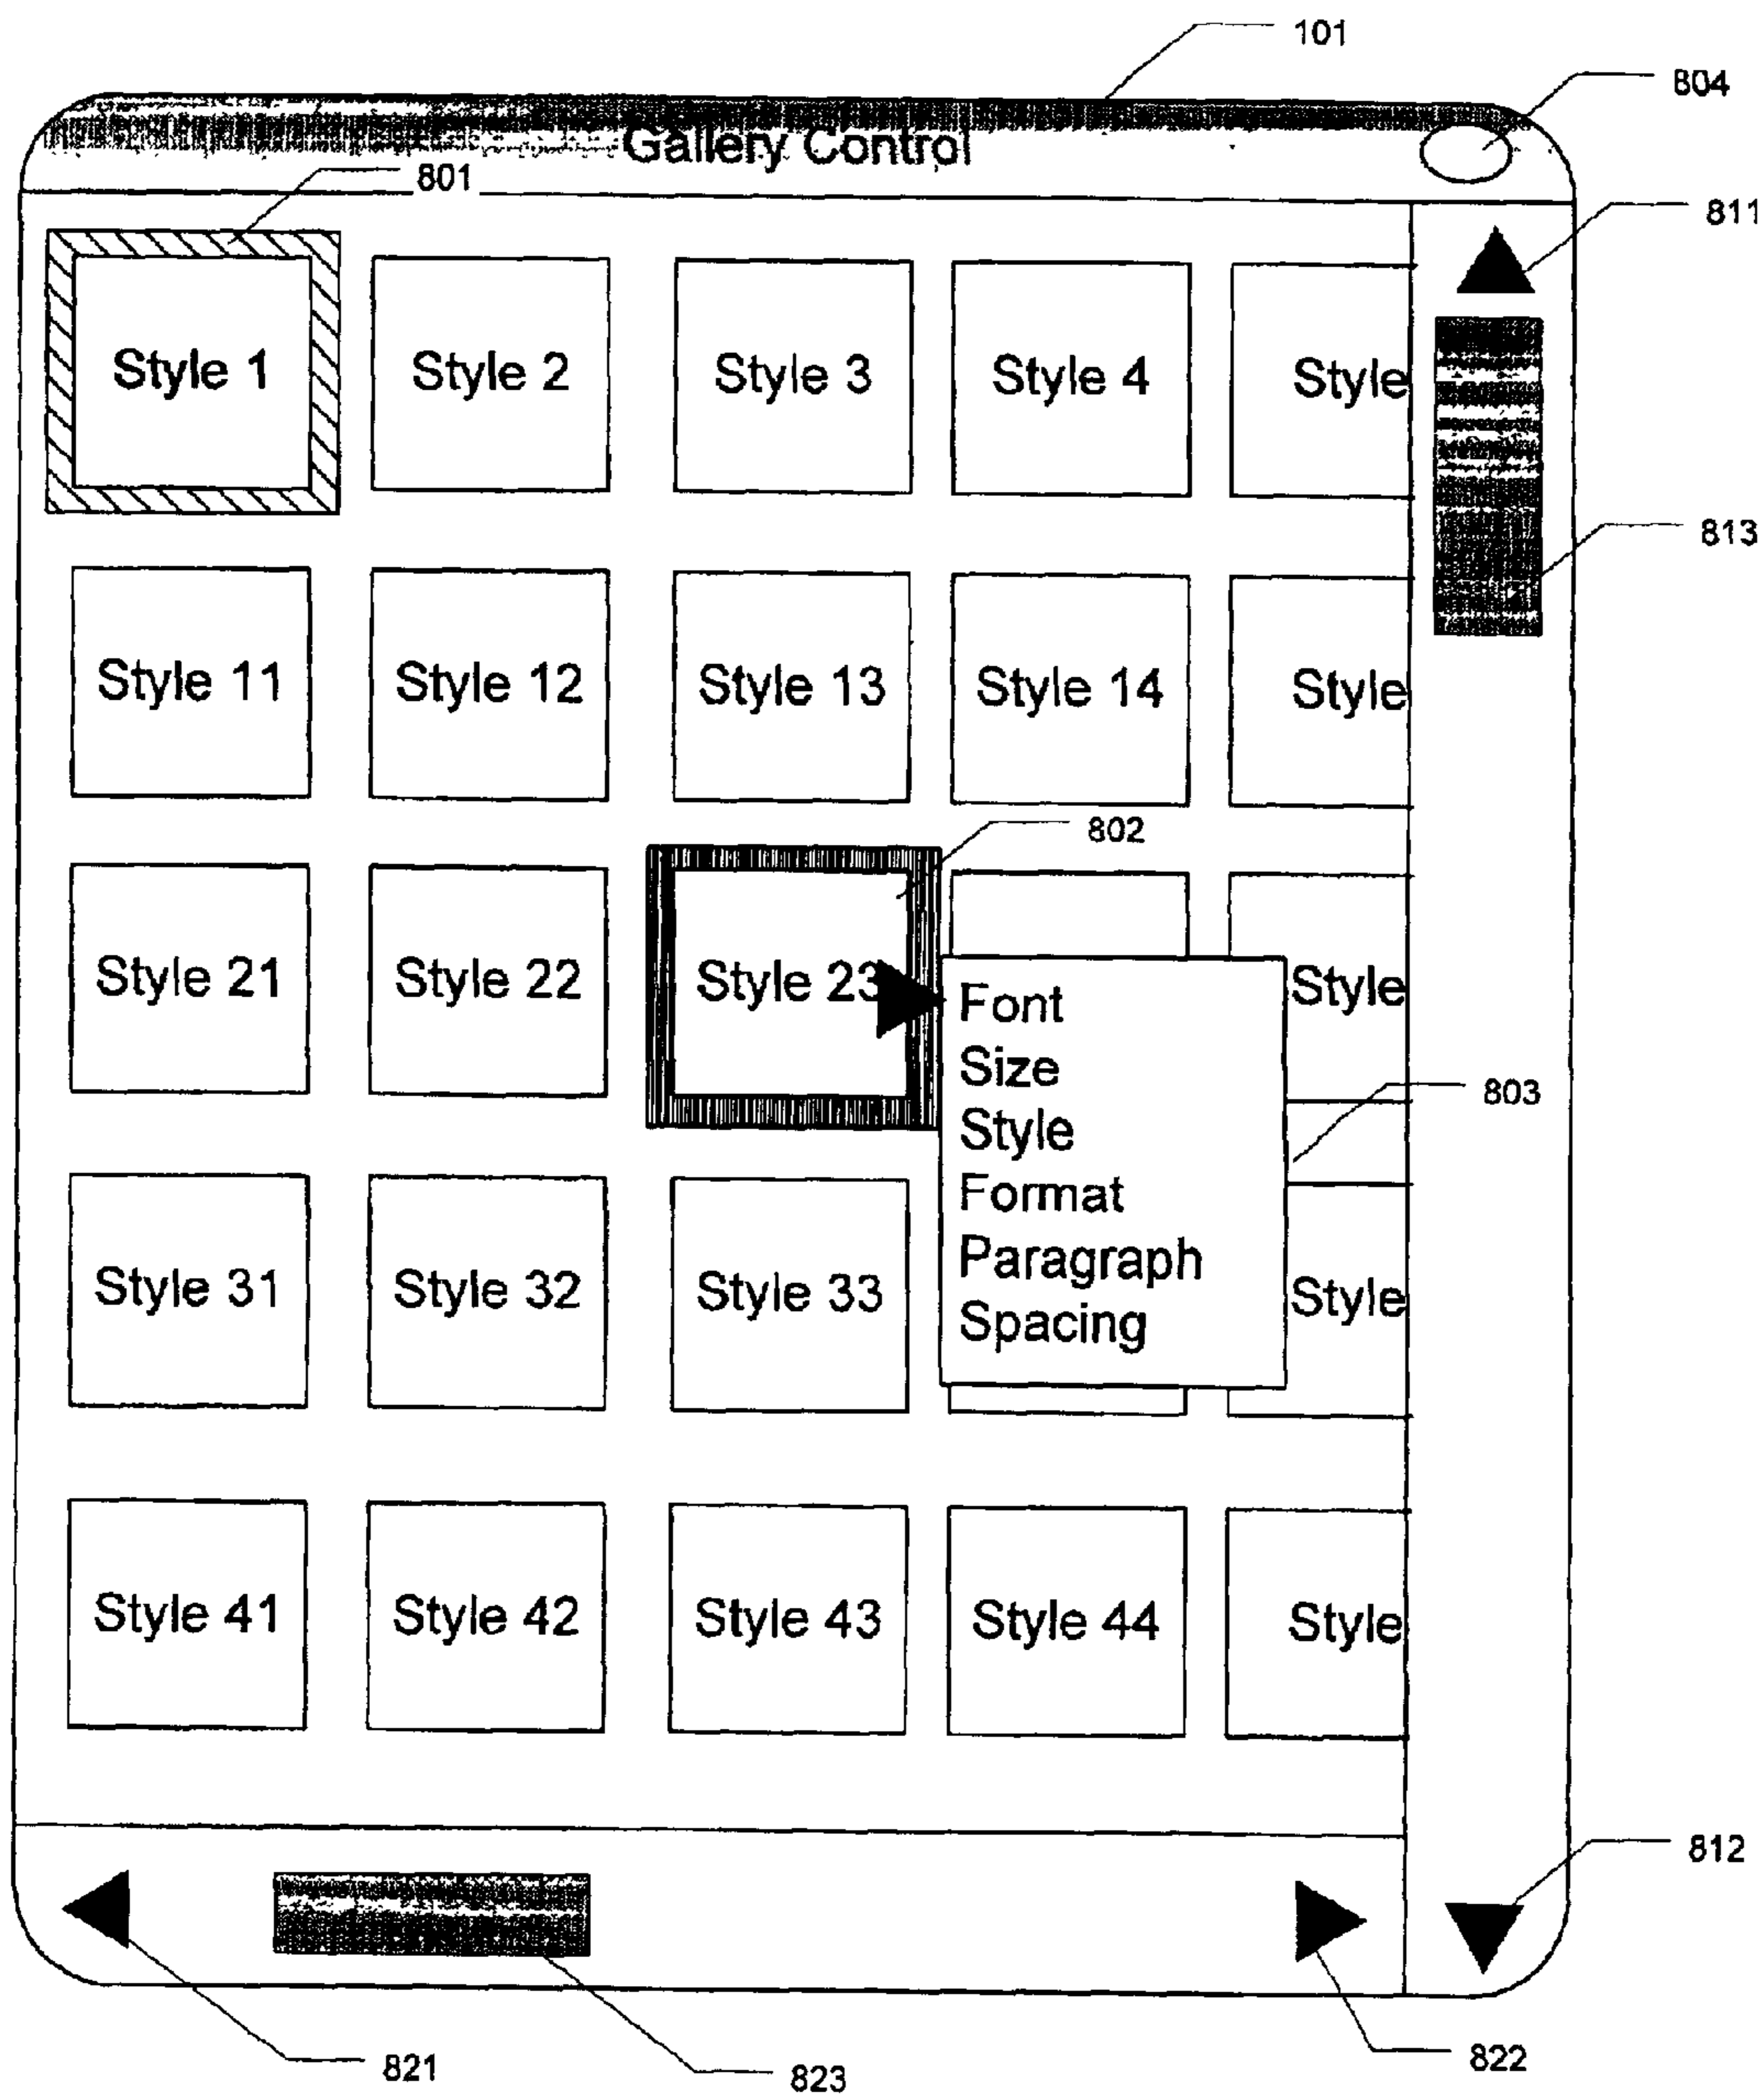 101
804
Gallery Control
801
811
Style 1
Style 2
Style 3
Style 4
Style
813
Style 11
Style 12
Style 13
Style 14
Style
802
Style 21
Style 22
Style 23
Style
Font
Size
Style
Format
Paragraph
Spacing
803
Style 31
Style 32
Style 33
Style
Style 41
Style 42
Style 43
Style 44
Style
812
821
823
822